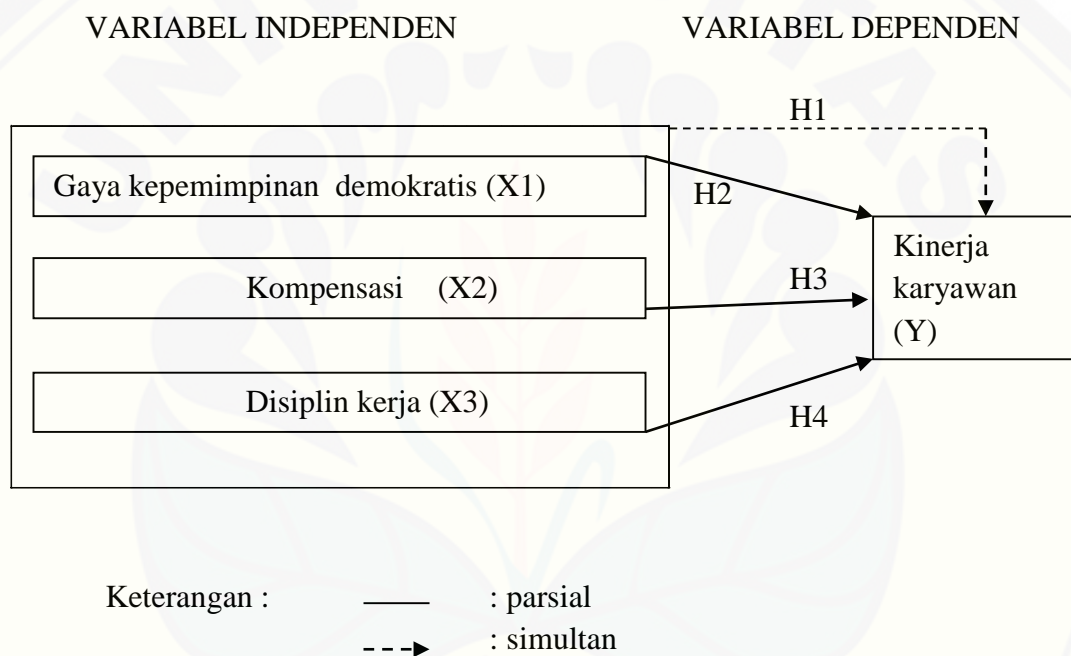 VARIABEL INDEPENDEN VARIABEL DEPENDEN
H1
Gaya kepemimpinan demokratis (X1)
H2
Kinerja
karyawan
(Y)
Kompensasi (X2)
H3
Disiplin kerja (X3)
H4
Keterangan : : parsial
: simultan